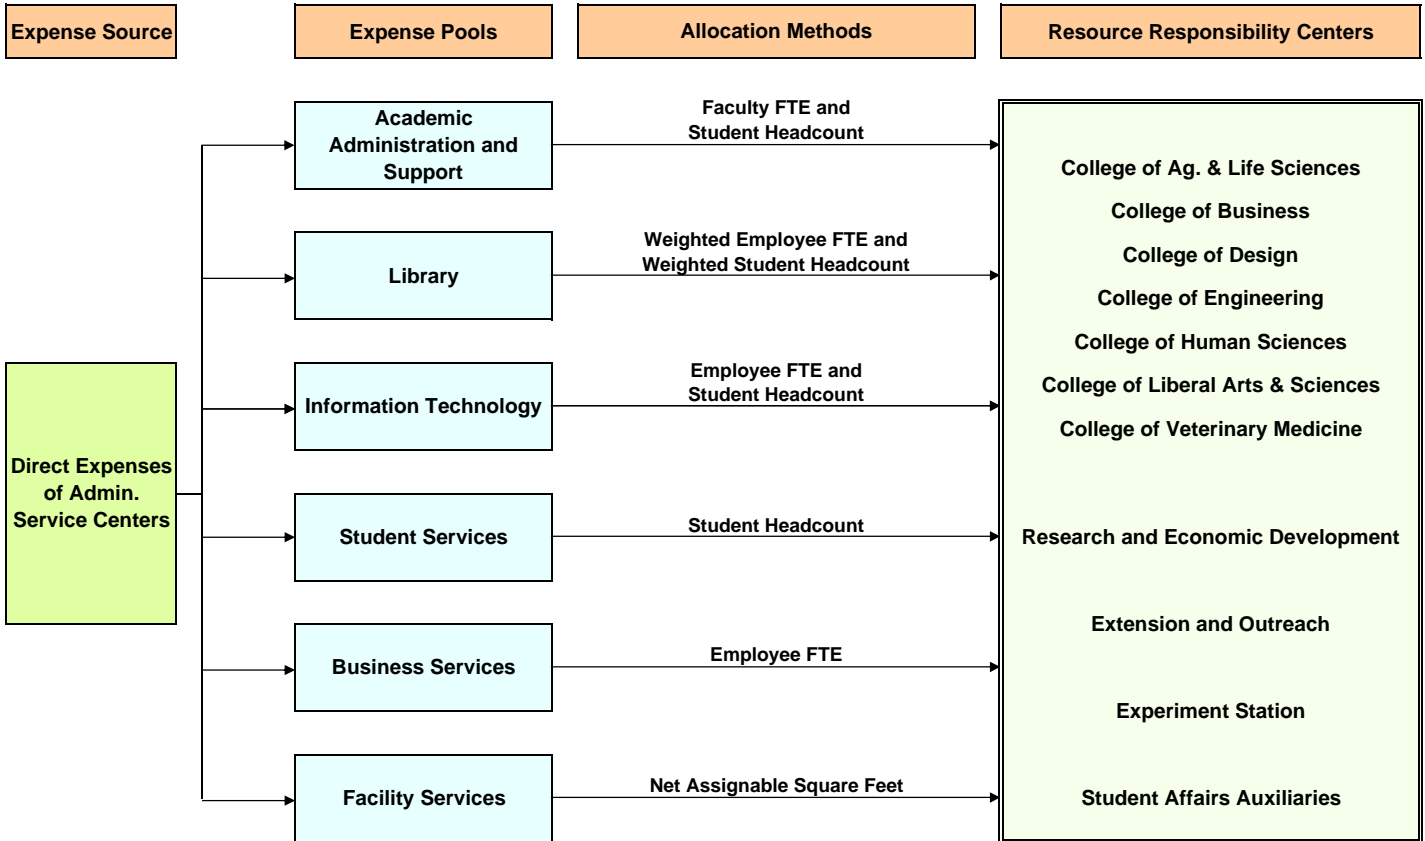 Expense Source
Expense Pools
Allocation Methods
Resource Responsibility Centers
Direct Expenses
of Admin.
Service Centers
Academic
Administration and
Support
Library
Information Technology
Student Services
Business Services
Facility Services
Faculty FTE and
Student Headcount
Weighted Employee FTE and
Weighted Student Headcount
Employee FTE and
Student Headcount
Student Headcount
Employee FTE
Net Assignable Square Feet
College of Ag. & Life Sciences
College of Business
College of Design
College of Engineering
College of Human Sciences
College of Liberal Arts & Sciences
College of Veterinary Medicine
Research and Economic Development
Extension and Outreach
Experiment Station
Student Affairs Auxiliaries